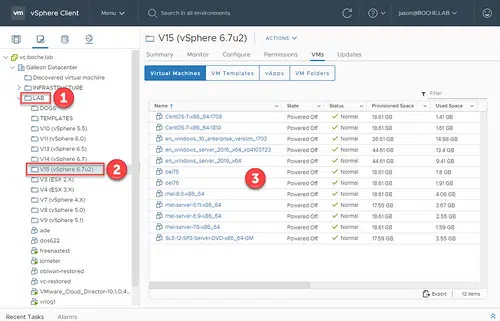 vm vSphere Client Menu Search in all environments jason@BOCHE.LAB
vc.boche.lab
Galleon Datacenter
Discovered virtual machine
INFRASTRUCTURE
LAB
1
DOGS
TEMPLATES
V10 (vSphere 5.5)
V11 (vSphere 6.0)
V13 (vSphere 6.5)
V14 (vSphere 6.7)
V15 (vSphere 6.7u2)
2
V3 (ESX 2.X)
V4 (ESX 3.X)
V7 (vSphere 4.X)
V8 (vSphere 5.0)
V9 (vSphere 5.1)
ade
dos622
freenastest
iometer
obiwan-restored
vc-restored
VMware_Cloud_Director-10.1.0.4...
vrlog1
V15 (vSphere 6.7u2) ACTIONS
Summary Monitor Configure Permissions VMs Updates
Virtual Machines VM Templates vApps VM Folders
Filter
Name State Status Provisioned Space Used Space
CentOS-7-x86_64-1708 Powered Off Normal 18.61 GB 1.41 GB
CentOS-7-x86_64-1810 Powered Off Normal 18.61 GB 1.61 GB
en_windows_10_enterprise_version_1703 Powered Off Normal 36.61 GB 14.98 GB
en_windows_server_2016_x64_xb4103723 Powered Off Normal 44.61 GB 13.4 GB
en_windows_server_2019_x64 Powered Off Normal 44.61 GB 9.41 GB
oel75 Powered Off Normal 18.61 GB 1.8 GB
oel76 Powered Off Normal 18.61 GB 1.91 GB
rhel-8.0-x86_64 Powered Off Normal 18.61 GB 4.06 GB
rhel-server-5.11-x86_64 Powered Off Normal 17.59 GB 3.67 GB
rhel-server-6.9-x86_64 Powered Off Normal 18.61 GB 2.55 GB
rhel-server-7.6-x86_64 Powered Off Normal 18.61 GB 1.59 GB
SLE-12-SP3-Server-DVD-x86_64-GM Powered Off Normal 17.59 GB 3.55 GB
3
Export 12 items
Recent Tasks Alarms